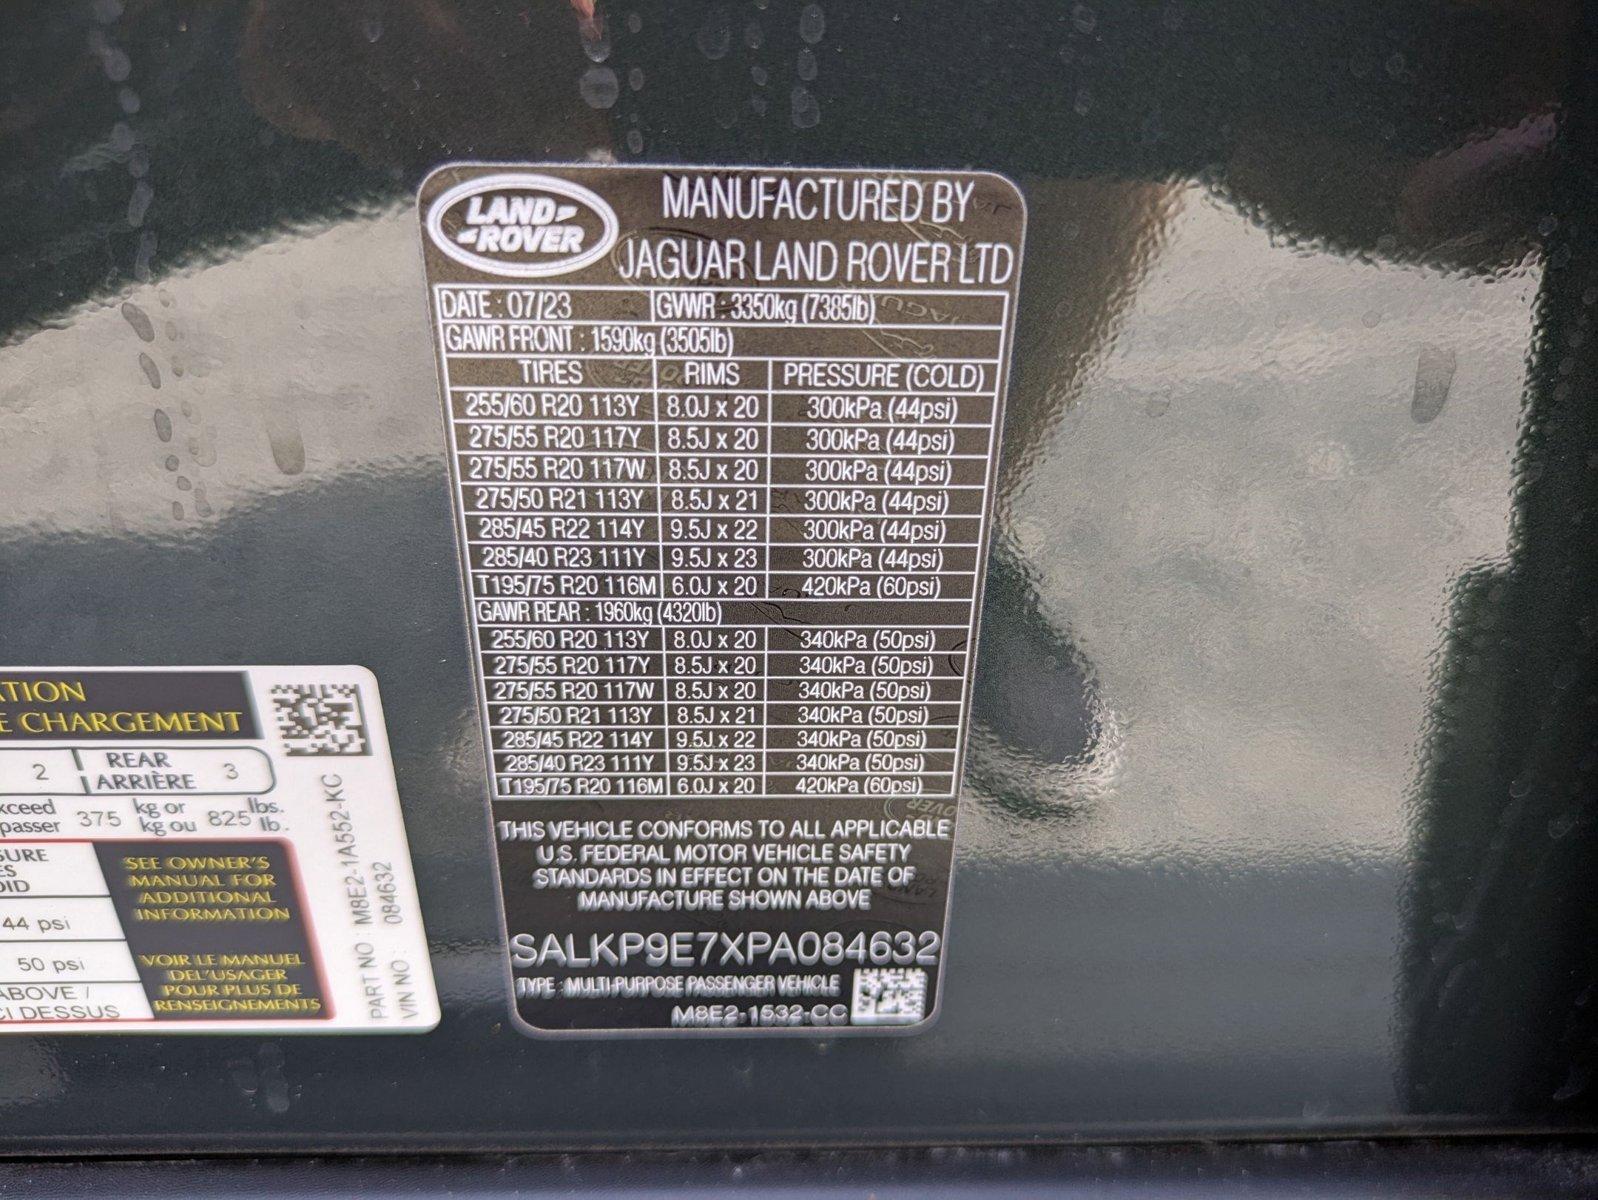 LAND-
-ROVER
MANUFACTURED BY
JAGUAR LAND ROVER LTD
DATE : 07/23 GVWR : 3350kg (7385lb)
GAWR FRONT : 1590kg (3505lb)
TIRES RIMS PRESSURE (COLD)
255/60 R20 113Y 8.0J x 20 300kPa (44psi)
275/55 R20 117Y 8.5J x 20 300kPa (44psi)
275/55 R20 117W 8.5J x 20 300kPa (44psi)
275/50 R21 113Y 8.5J x 21 300kPa (44psi)
285/45 R22 114Y 9.5J x 22 300kPa (44psi)
285/40 R23 111Y 9.5J x 23 300kPa (44psi)
T195/75 R20 116M 6.0J x 20 420kPa (60psi)
GAWR REAR : 1960kg (4320lb)
255/60 R20 113Y 8.0J x 20 340kPa (50psi)
275/55 R20 117Y 8.5J x 20 340kPa (50psi)
275/55 R20 117W 8.5J x 20 340kPa (50psi)
275/50 R21 113Y 8.5J x 21 340kPa (50psi)
285/45 R22 114Y 9.5J x 22 340kPa (50psi)
285/40 R23 111Y 9.5J x 23 340kPa (50psi)
T195/75 R20 116M 6.0J x 20 420kPa (60psi)
THIS VEHICLE CONFORMS TO ALL APPLICABLE
U.S. FEDERAL MOTOR VEHICLE SAFETY
STANDARDS IN EFFECT ON THE DATE OF
MANUFACTURE SHOWN ABOVE
SALKP9E7XPA084632
TYPE : MULTI-PURPOSE PASSENGER VEHICLE
M8E2-1532-CC
ATION
E CHARGEMENT
2 REAR
ARRIÈRE 3
xceed 375 kg or 825 lbs.
passer kg ou lb.
SURE
ES
OID
44 psi
50 psi
ABOVE /
CI DESSUS
SEE OWNER'S
MANUAL FOR
ADDITIONAL
INFORMATION
VOIR LE MANUEL
DEL'USAGER
POUR PLUS DE
RENSEIGNEMENTS
PART NO : M8E2-1A552-KC
VIN NO : 084632